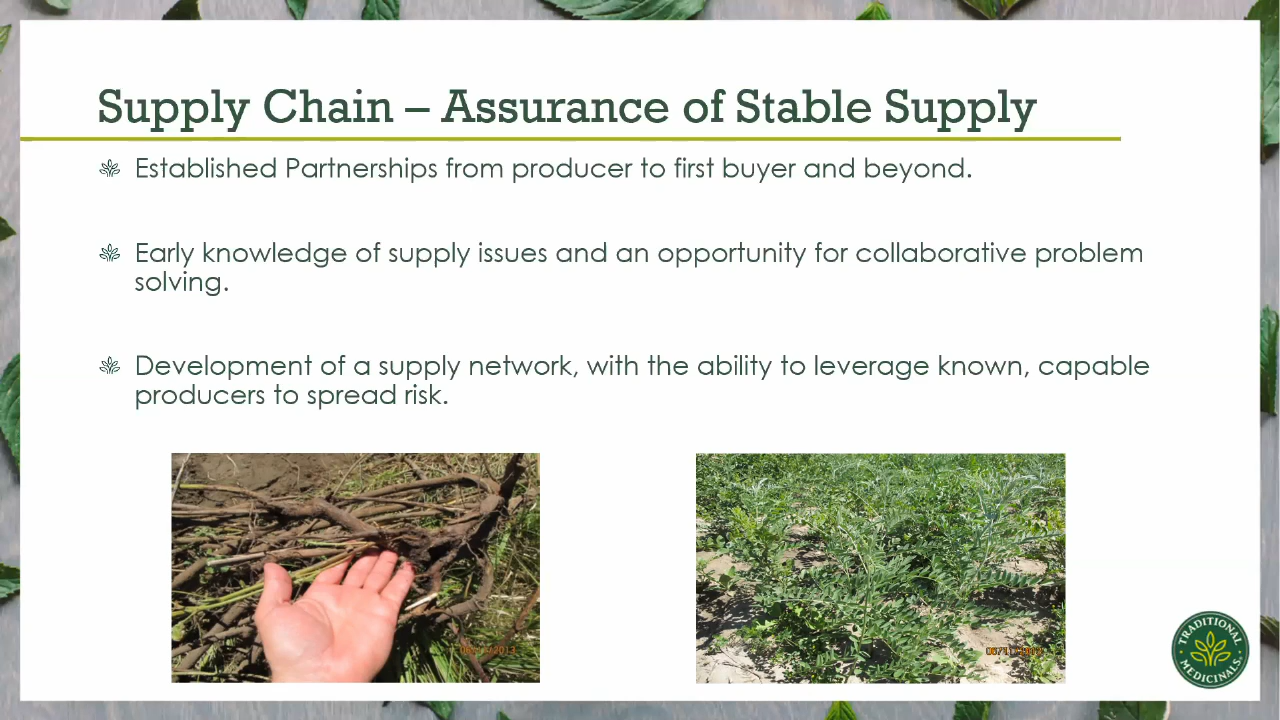 Supply Chain – Assurance of Stable Supply
Established Partnerships from producer to first buyer and beyond.
Early knowledge of supply issues and an opportunity for collaborative problem
solving.
Development of a supply network, with the ability to leverage known, capable
producers to spread risk.
TRADITIONAL
MEDICINALS.